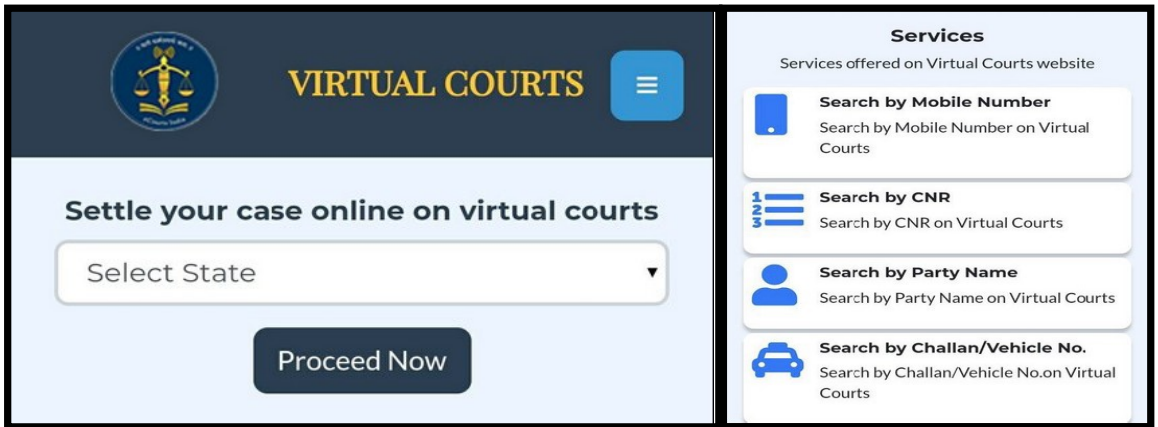 VIRTUAL COURTS
Settle your case online on virtual courts
Select State
Proceed Now
Services
Services offered on Virtual Courts website
Search by Mobile Number
Search by Mobile Number on Virtual
Courts
1
2
3
Search by CNR
Search by CNR on Virtual Courts
Search by Party Name
Search by Party Name on Virtual Courts
Search by Challan/Vehicle No.
Search by Challan/Vehicle No.on Virtual
Courts